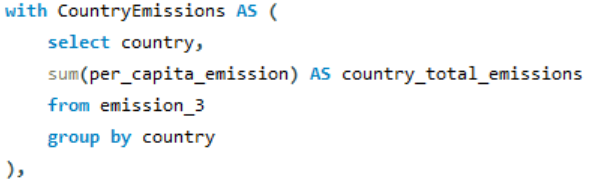 with CountryEmissions AS (
    select country,
    sum(per_capita_emission) AS country_total_emissions
    from emission_3
    group by country
),